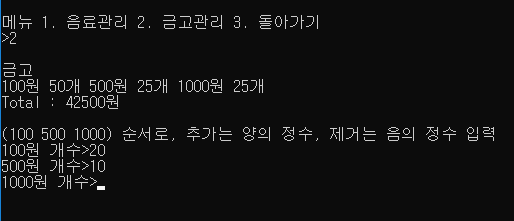 메뉴 1. 음료관리 2. 금고관리 3. 돌아가기
>2
금고
100원 50개 500원 25개 1000원 25개
Total : 42500원
(100 500 1000) 순서로, 추가는 양의 정수, 제거는 음의 정수 입력
100원 개수>20
500원 개수>10
1000원 개수>